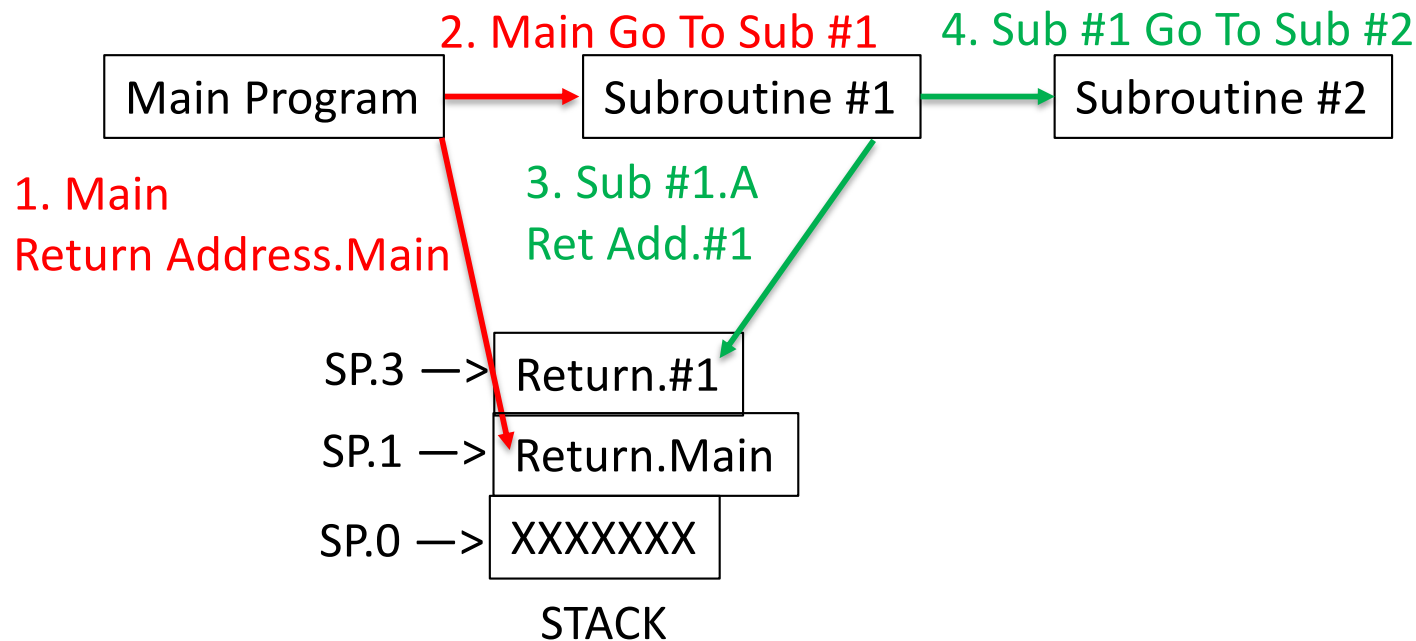 2. Main Go To Sub #1
4. Sub #1 Go To Sub #2
Main Program
Subroutine #1
Subroutine #2
1. Main
Return Address.Main
3. Sub #1.A
Ret Add.#1
SP.3 —> Return.#1
SP.1 —> Return.Main
SP.0 —> XXXXXXX
STACK